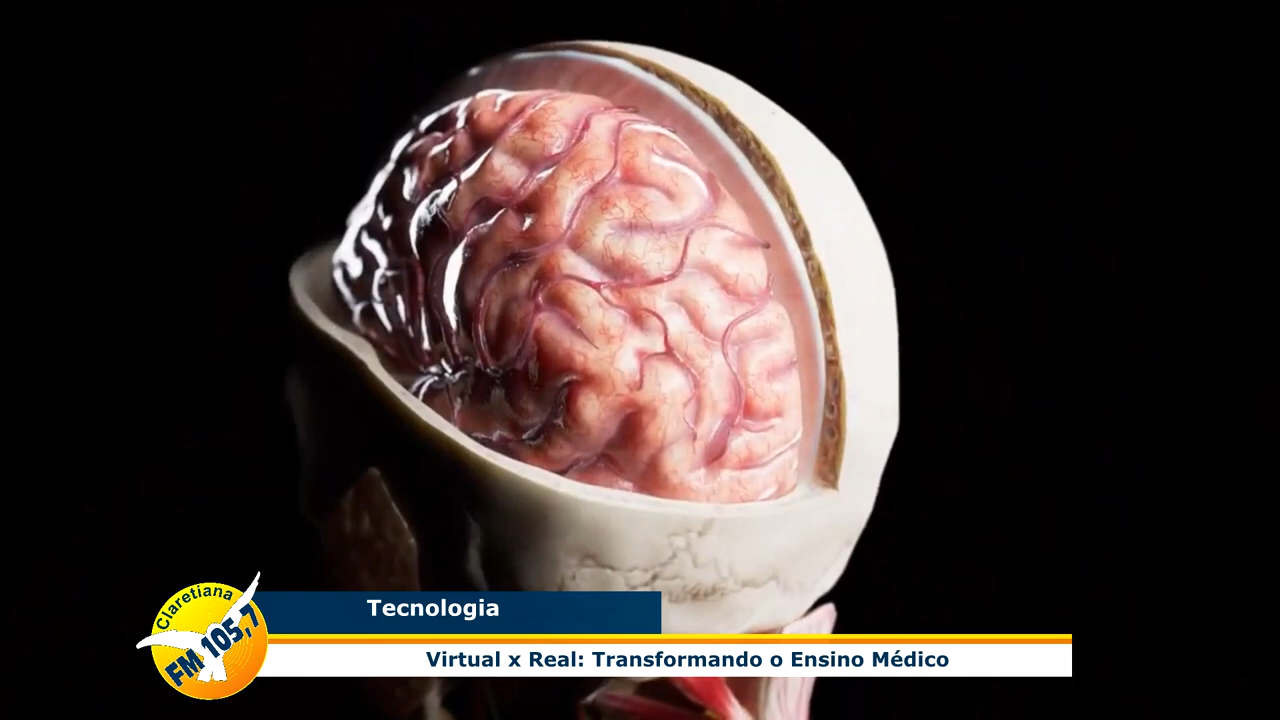 Tecnologia
Claretiana
FM 105,7
Virtual x Real: Transformando o Ensino Médico